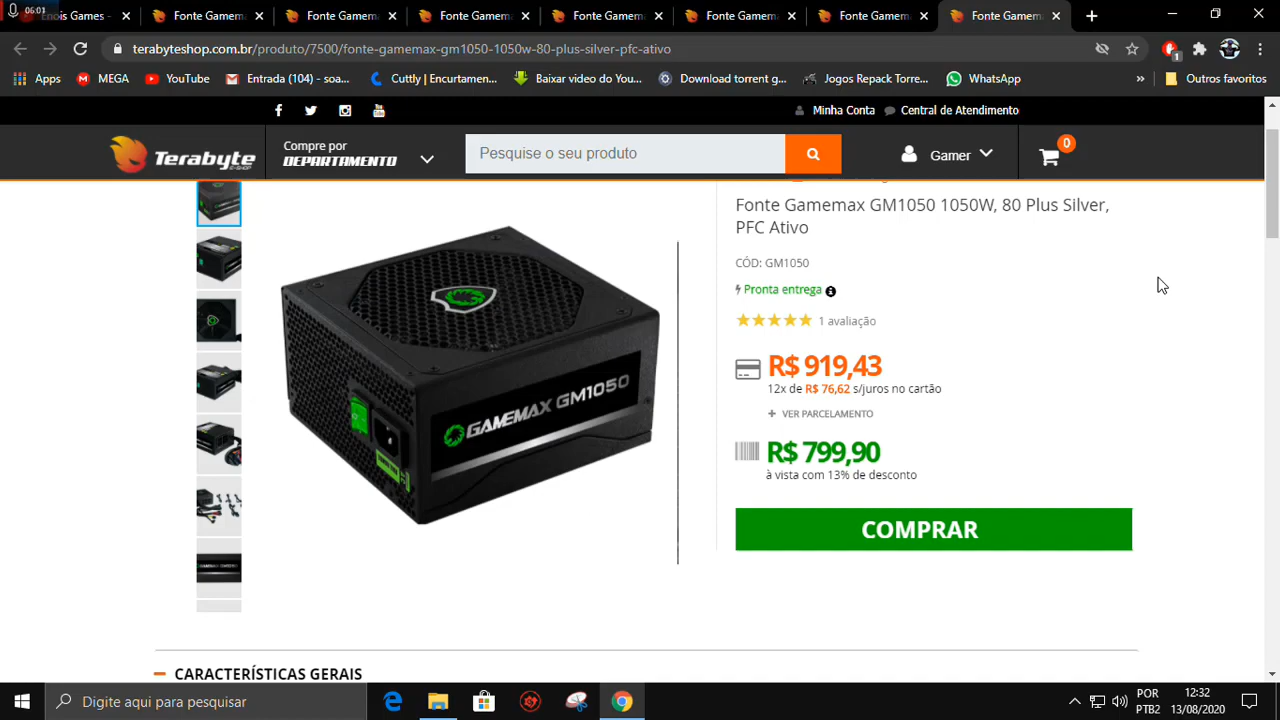 06:01
Enois Games -
Fonte Gamem
Fonte Gamem
Fonte Gamem
Fonte Gamem
Fonte Gamem
Fonte Gamem
Fonte Gamem
terabyteshop.com.br/produto/7500/fonte-gamemax-gm1050-1050w-80-plus-silver-pfc-ativo
1
Apps
MEGA
YouTube
Entrada (104) - soa...
Cuttly | Encurtamen...
Baixar vídeo do You...
Download torrent g...
Jogos Repack Torre...
WhatsApp
»
Outros favoritos
Minha Conta
Central de Atendimento
Terabyte
E-SHOP
Compre por
DEPARTAMENTO
Pesquise o seu produto
Gamer
0
Fonte Gamemax GM1050 1050W, 80 Plus Silver,
PFC Ativo
CÓD: GM1050
Pronta entrega
1 avaliação
GAMEMAX GM1050
R$ 919,43
12x de R$ 76,62 s/juros no cartão
+ VER PARCELAMENTO
R$ 799,90
à vista com 13% de desconto
COMPRAR
CARACTERÍSTICAS GERAIS
Digite aqui para pesquisar
POR
PTB2
12:32
13/08/2020